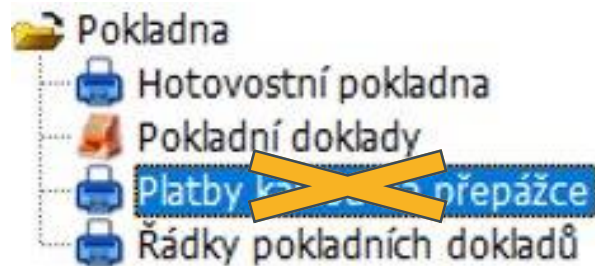 Pokladna
Hotovostní pokladna
Pokladní doklady
Platby přepážce
Řádky pokladních dokladů